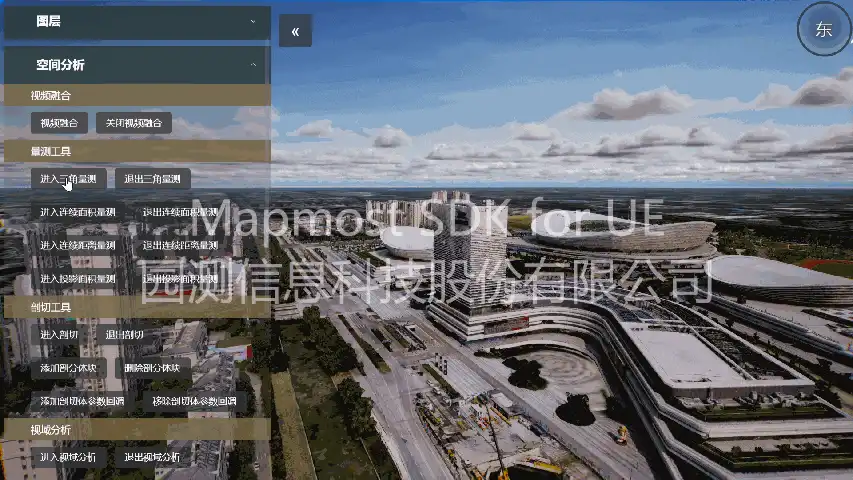 图层
«
东
空间分析
视频融合
视频融合 关闭视频融合
量测工具
进入三角量测 退出三角量测
进入连续面积量测 退出连续面积量测
进入连续距离量测 退出连续距离量测
进入投影面积量测 退出投影面积量测
剖切工具
进入剖切 退出剖切
添加剖分体块 删除剖分体块
添加剖切体参数回调 移除剖切体参数回调
视域分析
进入视域分析 退出视域分析
Mapmost SDK for UE
国测信息科技股份有限公司